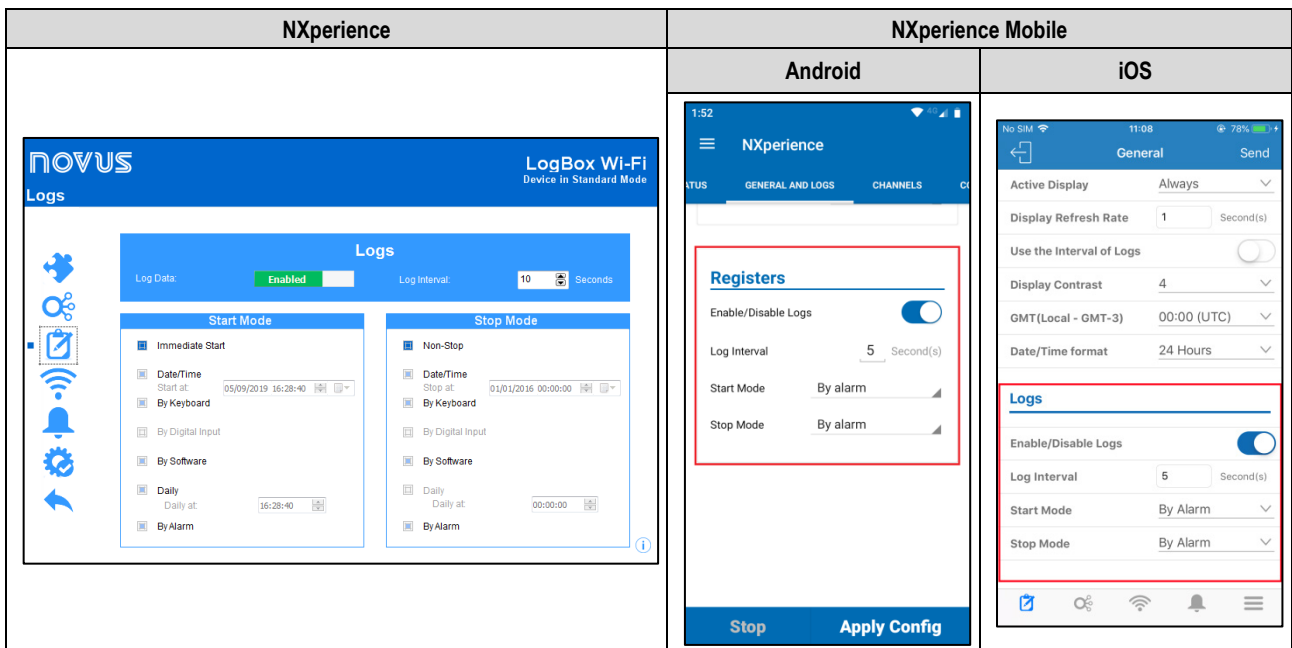 NXperience
NXperience Mobile
Android
iOS
NOVUS
LogBox Wi-Fi
Device in Standard Mode
Logs
Logs
Log Data: Enabled Log Interval: 10 Seconds
Start Mode
Immediate Start
Date/Time
Start at: 05/09/2019 16:28:40
By Keyboard
By Digital Input
By Software
Daily
Daily at: 16:28:40
By Alarm
Stop Mode
Non-Stop
Date/Time
Stop at: 01/01/2016 00:00:00
By Keyboard
By Digital Input
By Software
Daily
Daily at: 00:00:00
By Alarm
i
1:52 4G
NXperience
ATUS GENERAL AND LOGS CHANNELS CO
Registers
Enable/Disable Logs
Log Interval 5 Second(s)
Start Mode By alarm
Stop Mode By alarm
Stop Apply Config
No SIM 11:08 78%
General Send
Active Display Always
Display Refresh Rate 1 Second(s)
Use the Interval of Logs
Display Contrast 4
GMT(Local - GMT-3) 00:00 (UTC)
Date/Time format 24 Hours
Logs
Enable/Disable Logs
Log Interval 5 Second(s)
Start Mode By Alarm
Stop Mode By Alarm